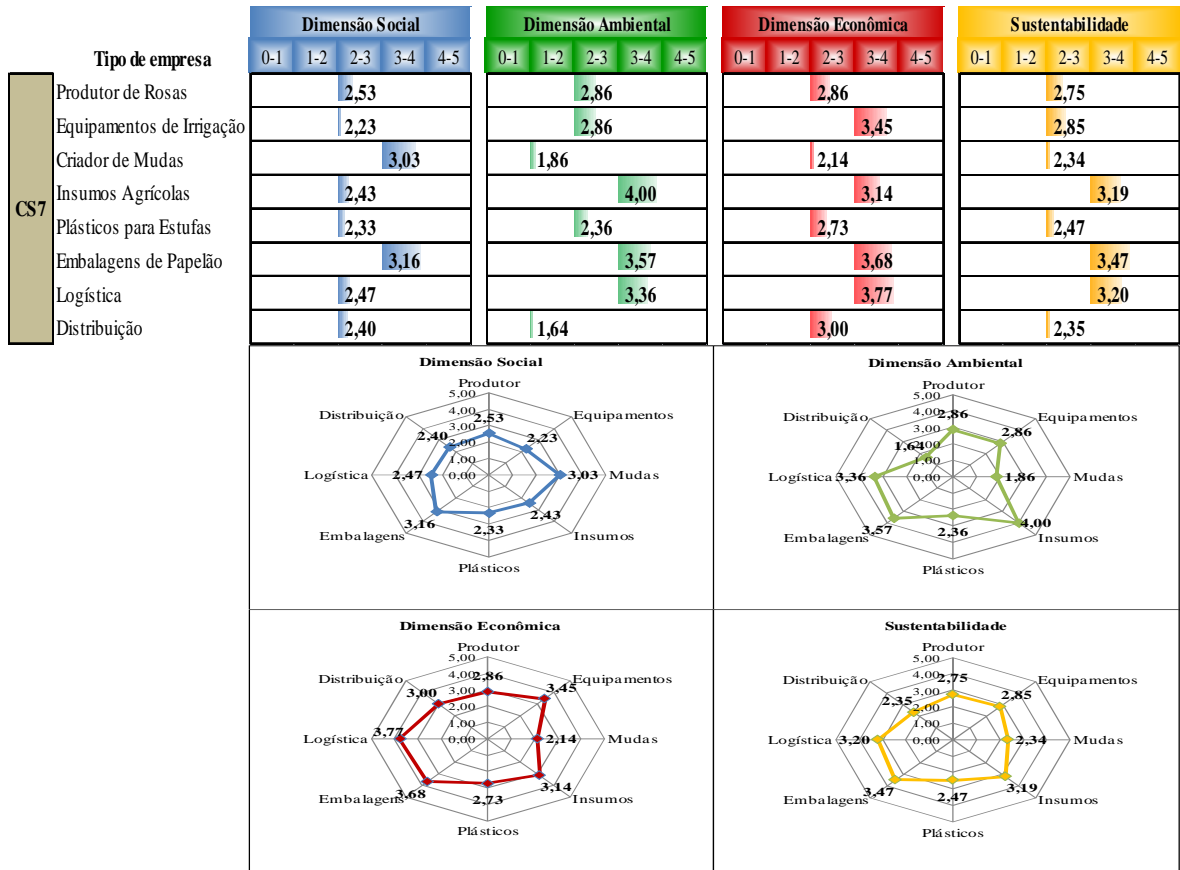 Dimensão Social Dimensão Ambiental Dimensão Econômica Sustentabilidade
Tipo de empresa 0-1 1-2 2-3 3-4 4-5 0-1 1-2 2-3 3-4 4-5 0-1 1-2 2-3 3-4 4-5 0-1 1-2 2-3 3-4 4-5
CS7
Produtor de Rosas 2,53 2,86 2,86 2,75
Equipamentos de Irrigação 2,23 2,86 3,45 2,85
Criador de Mudas 3,03 1,86 2,14 2,34
Insumos Agrícolas 2,43 4,00 3,14 3,19
Plásticos para Estufas 2,33 2,36 2,73 2,47
Embalagens de Papelão 3,16 3,57 3,68 3,47
Logística 2,47 3,36 3,77 3,20
Distribuição 2,40 1,64 3,00 2,35
Dimensão Social
Produtor
5,00
4,00
3,00
2,00
1,00
0,00
Distribuição
Equipamentos
2,53
2,40
2,23
Logística
2,47
3,03
Mudas
3,16
2,43
2,33
Embalagens
Insumos
Plásticos
Dimensão Ambiental
Produtor
5,00
4,00
3,00
2,00
1,00
0,00
Distribuição
Equipamentos
2,86
2,86
1,64
Logística
3,36
1,86
Mudas
4,00
3,57
2,36
Embalagens
Insumos
Plásticos
Dimensão Econômica
Produtor
5,00
4,00
3,00
2,00
1,00
0,00
Distribuição
Equipamentos
2,86
3,45
3,00
Logística
3,77
2,14
Mudas
3,14
3,68
2,73
Embalagens
Insumos
Plásticos
Sustentabilidade
Produtor
5,00
4,00
3,00
2,00
1,00
0,00
Distribuição
Equipamentos
2,75
2,85
2,35
Logística
3,20
2,34
Mudas
3,19
3,47
2,47
Embalagens
Insumos
Plásticos